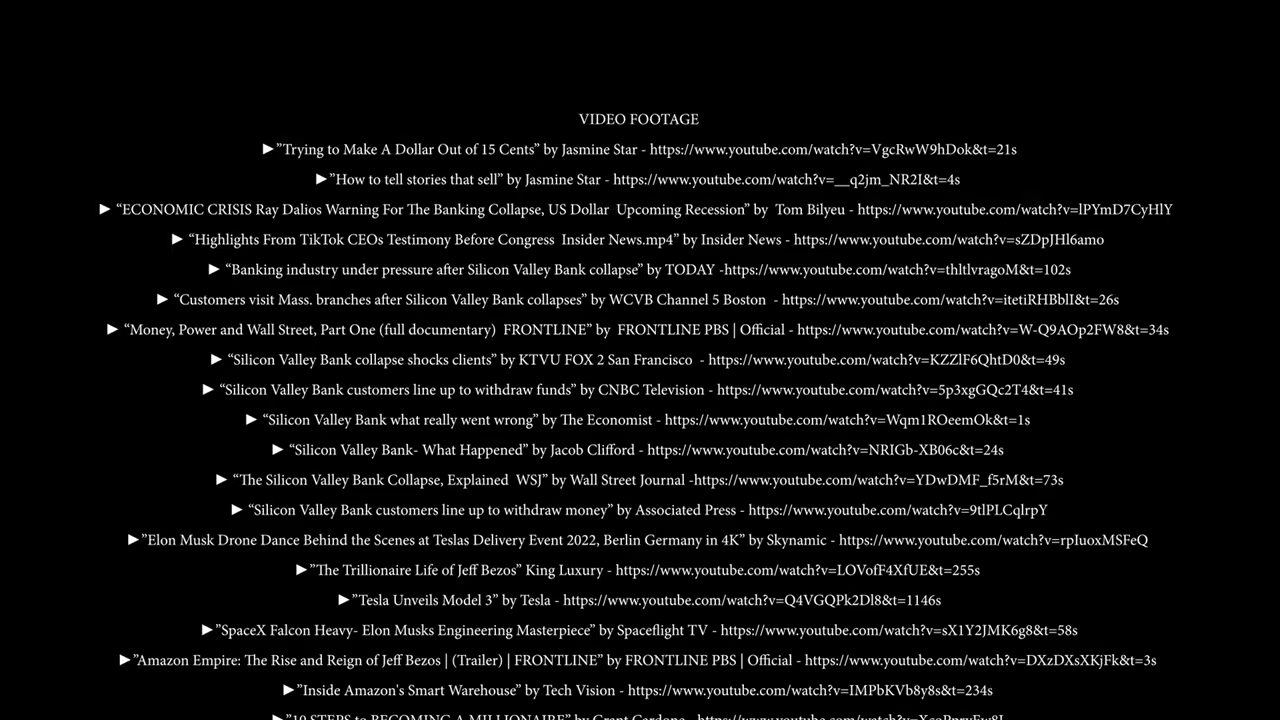 VIDEO FOOTAGE
►”Trying to Make A Dollar Out of 15 Cents” by Jasmine Star - https://www.youtube.com/watch?v=VgcRwW9hDok&t=21s
►”How to tell stories that sell” by Jasmine Star - https://www.youtube.com/watch?v=__q2jm_NR2I&t=4s
► “ECONOMIC CRISIS Ray Dalios Warning For The Banking Collapse, US Dollar  Upcoming Recession” by  Tom Bilyeu - https://www.youtube.com/watch?v=lPYmD7CyHlY
► “Highlights From TikTok CEOs Testimony Before Congress  Insider News.mp4” by Insider News - https://www.youtube.com/watch?v=sZDpJHl6amo
► “Banking industry under pressure after Silicon Valley Bank collapse” by TODAY -https://www.youtube.com/watch?v=thltlvragoM&t=102s
► “Customers visit Mass. branches after Silicon Valley Bank collapses” by WCVB Channel 5 Boston  - https://www.youtube.com/watch?v=itetiRHBblI&t=26s
► “Money, Power and Wall Street, Part One (full documentary)  FRONTLINE” by  FRONTLINE PBS | Official - https://www.youtube.com/watch?v=W-Q9AOp2FW8&t=34s
► “Silicon Valley Bank collapse shocks clients” by KTVU FOX 2 San Francisco  - https://www.youtube.com/watch?v=KZZlF6QhtD0&t=49s
► “Silicon Valley Bank customers line up to withdraw funds” by CNBC Television - https://www.youtube.com/watch?v=5p3xgGQc2T4&t=41s
► “Silicon Valley Bank what really went wrong” by The Economist - https://www.youtube.com/watch?v=Wqm1ROeemOk&t=1s
► “Silicon Valley Bank- What Happened” by Jacob Clifford - https://www.youtube.com/watch?v=NRIGb-XB06c&t=24s
► “The Silicon Valley Bank Collapse, Explained  WSJ” by Wall Street Journal -https://www.youtube.com/watch?v=YDwDMF_f5rM&t=73s
► “Silicon Valley Bank customers line up to withdraw money” by Associated Press - https://www.youtube.com/watch?v=9tlPLCqlrpY
►”Elon Musk Drone Dance Behind the Scenes at Teslas Delivery Event 2022, Berlin Germany in 4K” by Skynamic - https://www.youtube.com/watch?v=rpIuoxMSFeQ
►”The Trillionaire Life of Jeff Bezos” King Luxury - https://www.youtube.com/watch?v=LOVofF4XfUE&t=255s
►”Tesla Unveils Model 3” by Tesla - https://www.youtube.com/watch?v=Q4VGQPk2Dl8&t=1146s
►”SpaceX Falcon Heavy- Elon Musks Engineering Masterpiece” by Spaceflight TV - https://www.youtube.com/watch?v=sX1Y2JMK6g8&t=58s
►”Amazon Empire: The Rise and Reign of Jeff Bezos | (Trailer) | FRONTLINE” by FRONTLINE PBS | Official - https://www.youtube.com/watch?v=DXzDXsXKjFk&t=3s
►”Inside Amazon's Smart Warehouse” by Tech Vision - https://www.youtube.com/watch?v=IMPbKVb8y8s&t=234s
►”10 STEPS to BECOMING A MILLIONAIRE” by Grant Cardone -